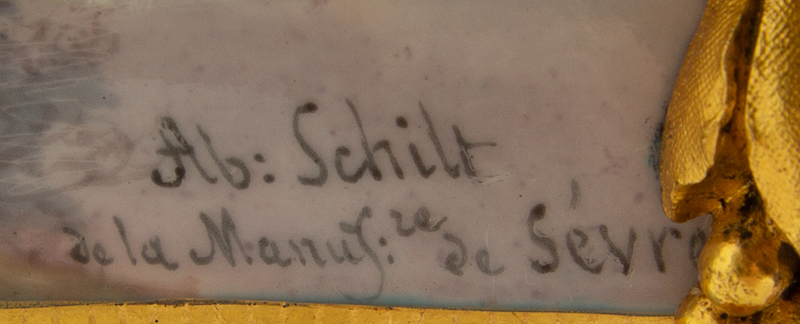 Ab: Schilt
de la Manuf:re de Sèvre